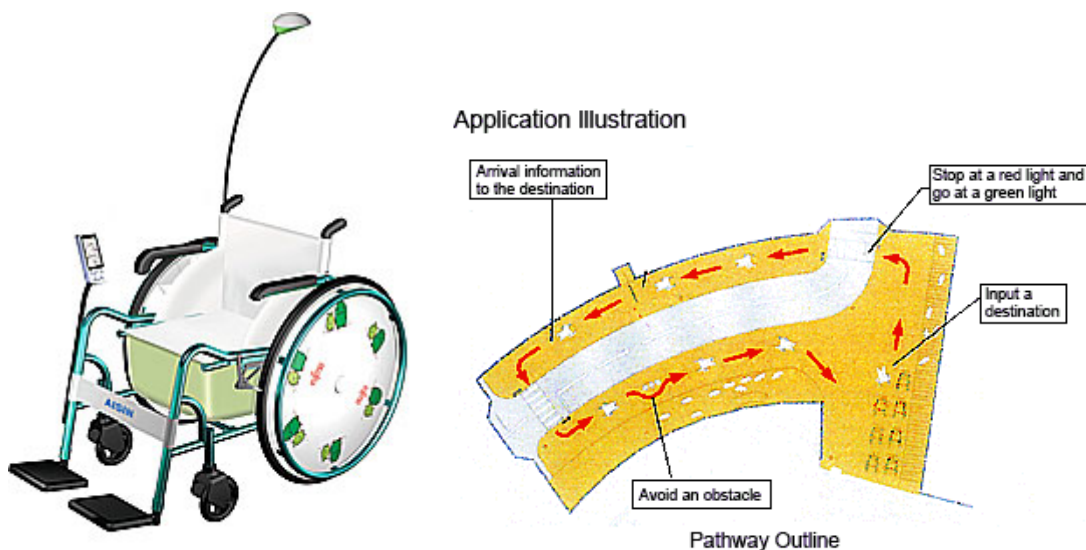 Application Illustration
Arrival information
to the destination
Stop at a red light and
go at a green light
Input a
destination
Avoid an obstacle
Pathway Outline
AISIN